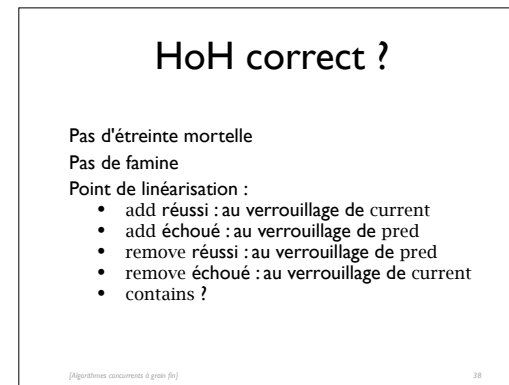 HoH correct ?
Pas d'étreinte mortelle
Pas de famine
Point de linéarisation :
• add réussi : au verrouillage de current
• add échoué : au verrouillage de pred
• remove réussi : au verrouillage de pred
• remove échoué : au verrouillage de current
• contains ?
[Algorithmes concurrents à grain fin] 38